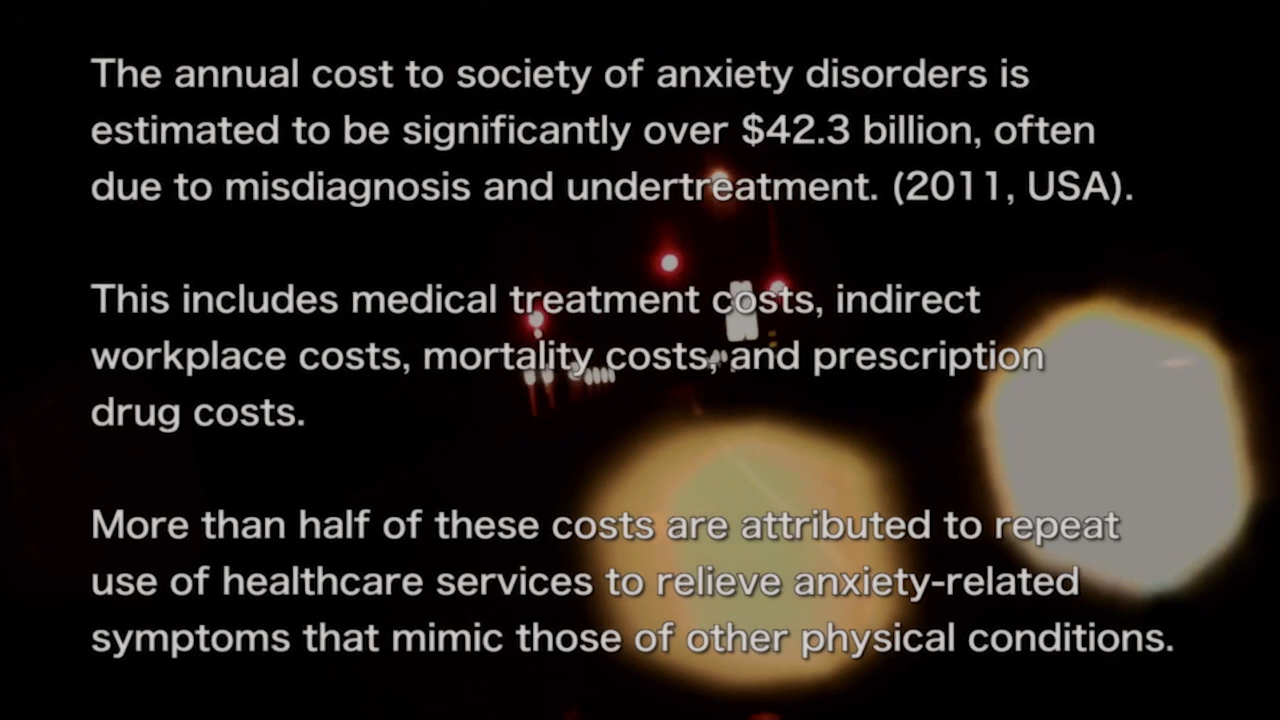 The annual cost to society of anxiety disorders is
estimated to be significantly over $42.3 billion, often
due to misdiagnosis and undertreatment. (2011, USA).
This includes medical treatment costs, indirect
workplace costs, mortality costs, and prescription
drug costs.
More than half of these costs are attributed to repeat
use of healthcare services to relieve anxiety-related
symptoms that mimic those of other physical conditions.